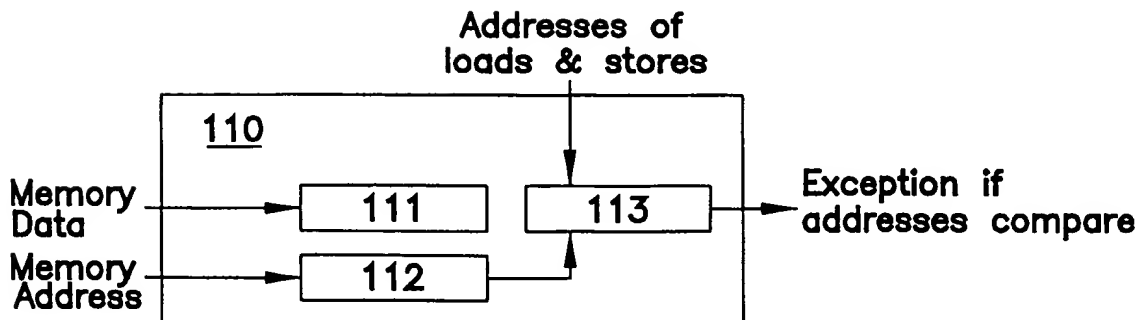 Addresses of
loads & stores
110
Memory
Data
111
113
Exception if
addresses compare
Memory
Address
112